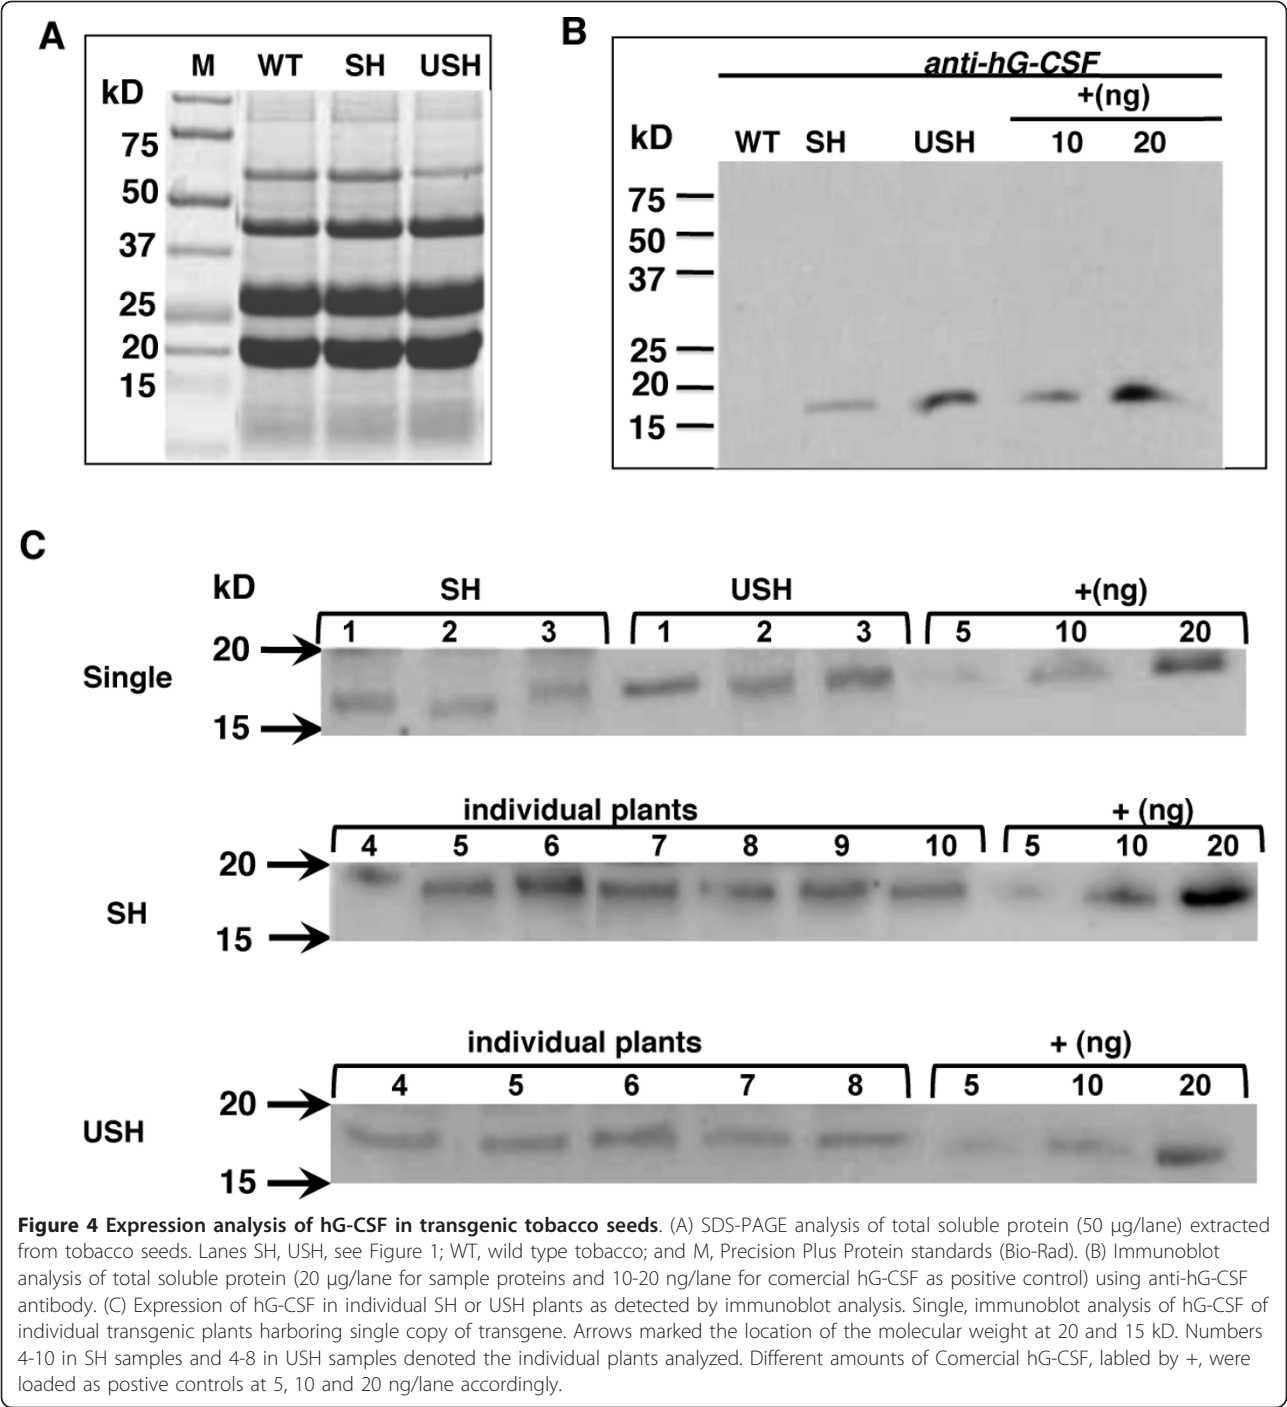 A
M WT SH USH
kD
75
50
37
25
20
15
B
anti-hG-CSF
+(ng)
kD WT SH USH 10 20
75
50
37
25
20
15
C
kD SH USH +(ng)
1 2 3 1 2 3 5 10 20
20
Single
15
individual plants + (ng)
4 5 6 7 8 9 10 5 10 20
20
SH
15
individual plants + (ng)
4 5 6 7 8 5 10 20
20
USH
15
Figure 4 Expression analysis of hG-CSF in transgenic tobacco seeds. (A) SDS-PAGE analysis of total soluble protein (50 μg/lane) extracted
from tobacco seeds. Lanes SH, USH, see Figure 1; WT, wild type tobacco; and M, Precision Plus Protein standards (Bio-Rad). (B) Immunoblot
analysis of total soluble protein (20 μg/lane for sample proteins and 10-20 ng/lane for comercial hG-CSF as positive control) using anti-hG-CSF
antibody. (C) Expression of hG-CSF in individual SH or USH plants as detected by immunoblot analysis. Single, immunoblot analysis of hG-CSF of
individual transgenic plants harboring single copy of transgene. Arrows marked the location of the molecular weight at 20 and 15 kD. Numbers
4-10 in SH samples and 4-8 in USH samples denoted the individual plants analyzed. Different amounts of Comercial hG-CSF, labled by +, were
loaded as postive controls at 5, 10 and 20 ng/lane accordingly.